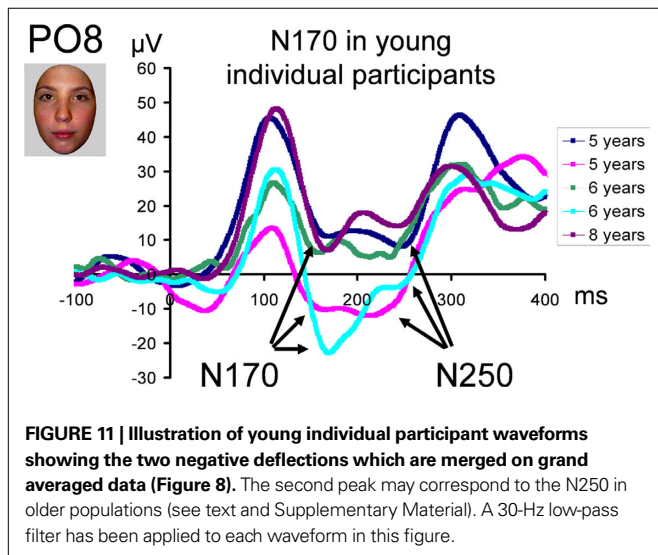 PO8
µV
N170 in young
individual participants
60
50
40
30
20
10
0
-10
-20
-30
-100
100
200
300
400
ms
5 years
5 years
6 years
6 years
8 years
N170
N250
FIGURE 11 | Illustration of young individual participant waveforms
showing the two negative deflections which are merged on grand
averaged data (Figure 8). The second peak may correspond to the N250 in
older populations (see text and Supplementary Material). A 30-Hz low-pass
filter has been applied to each waveform in this figure.